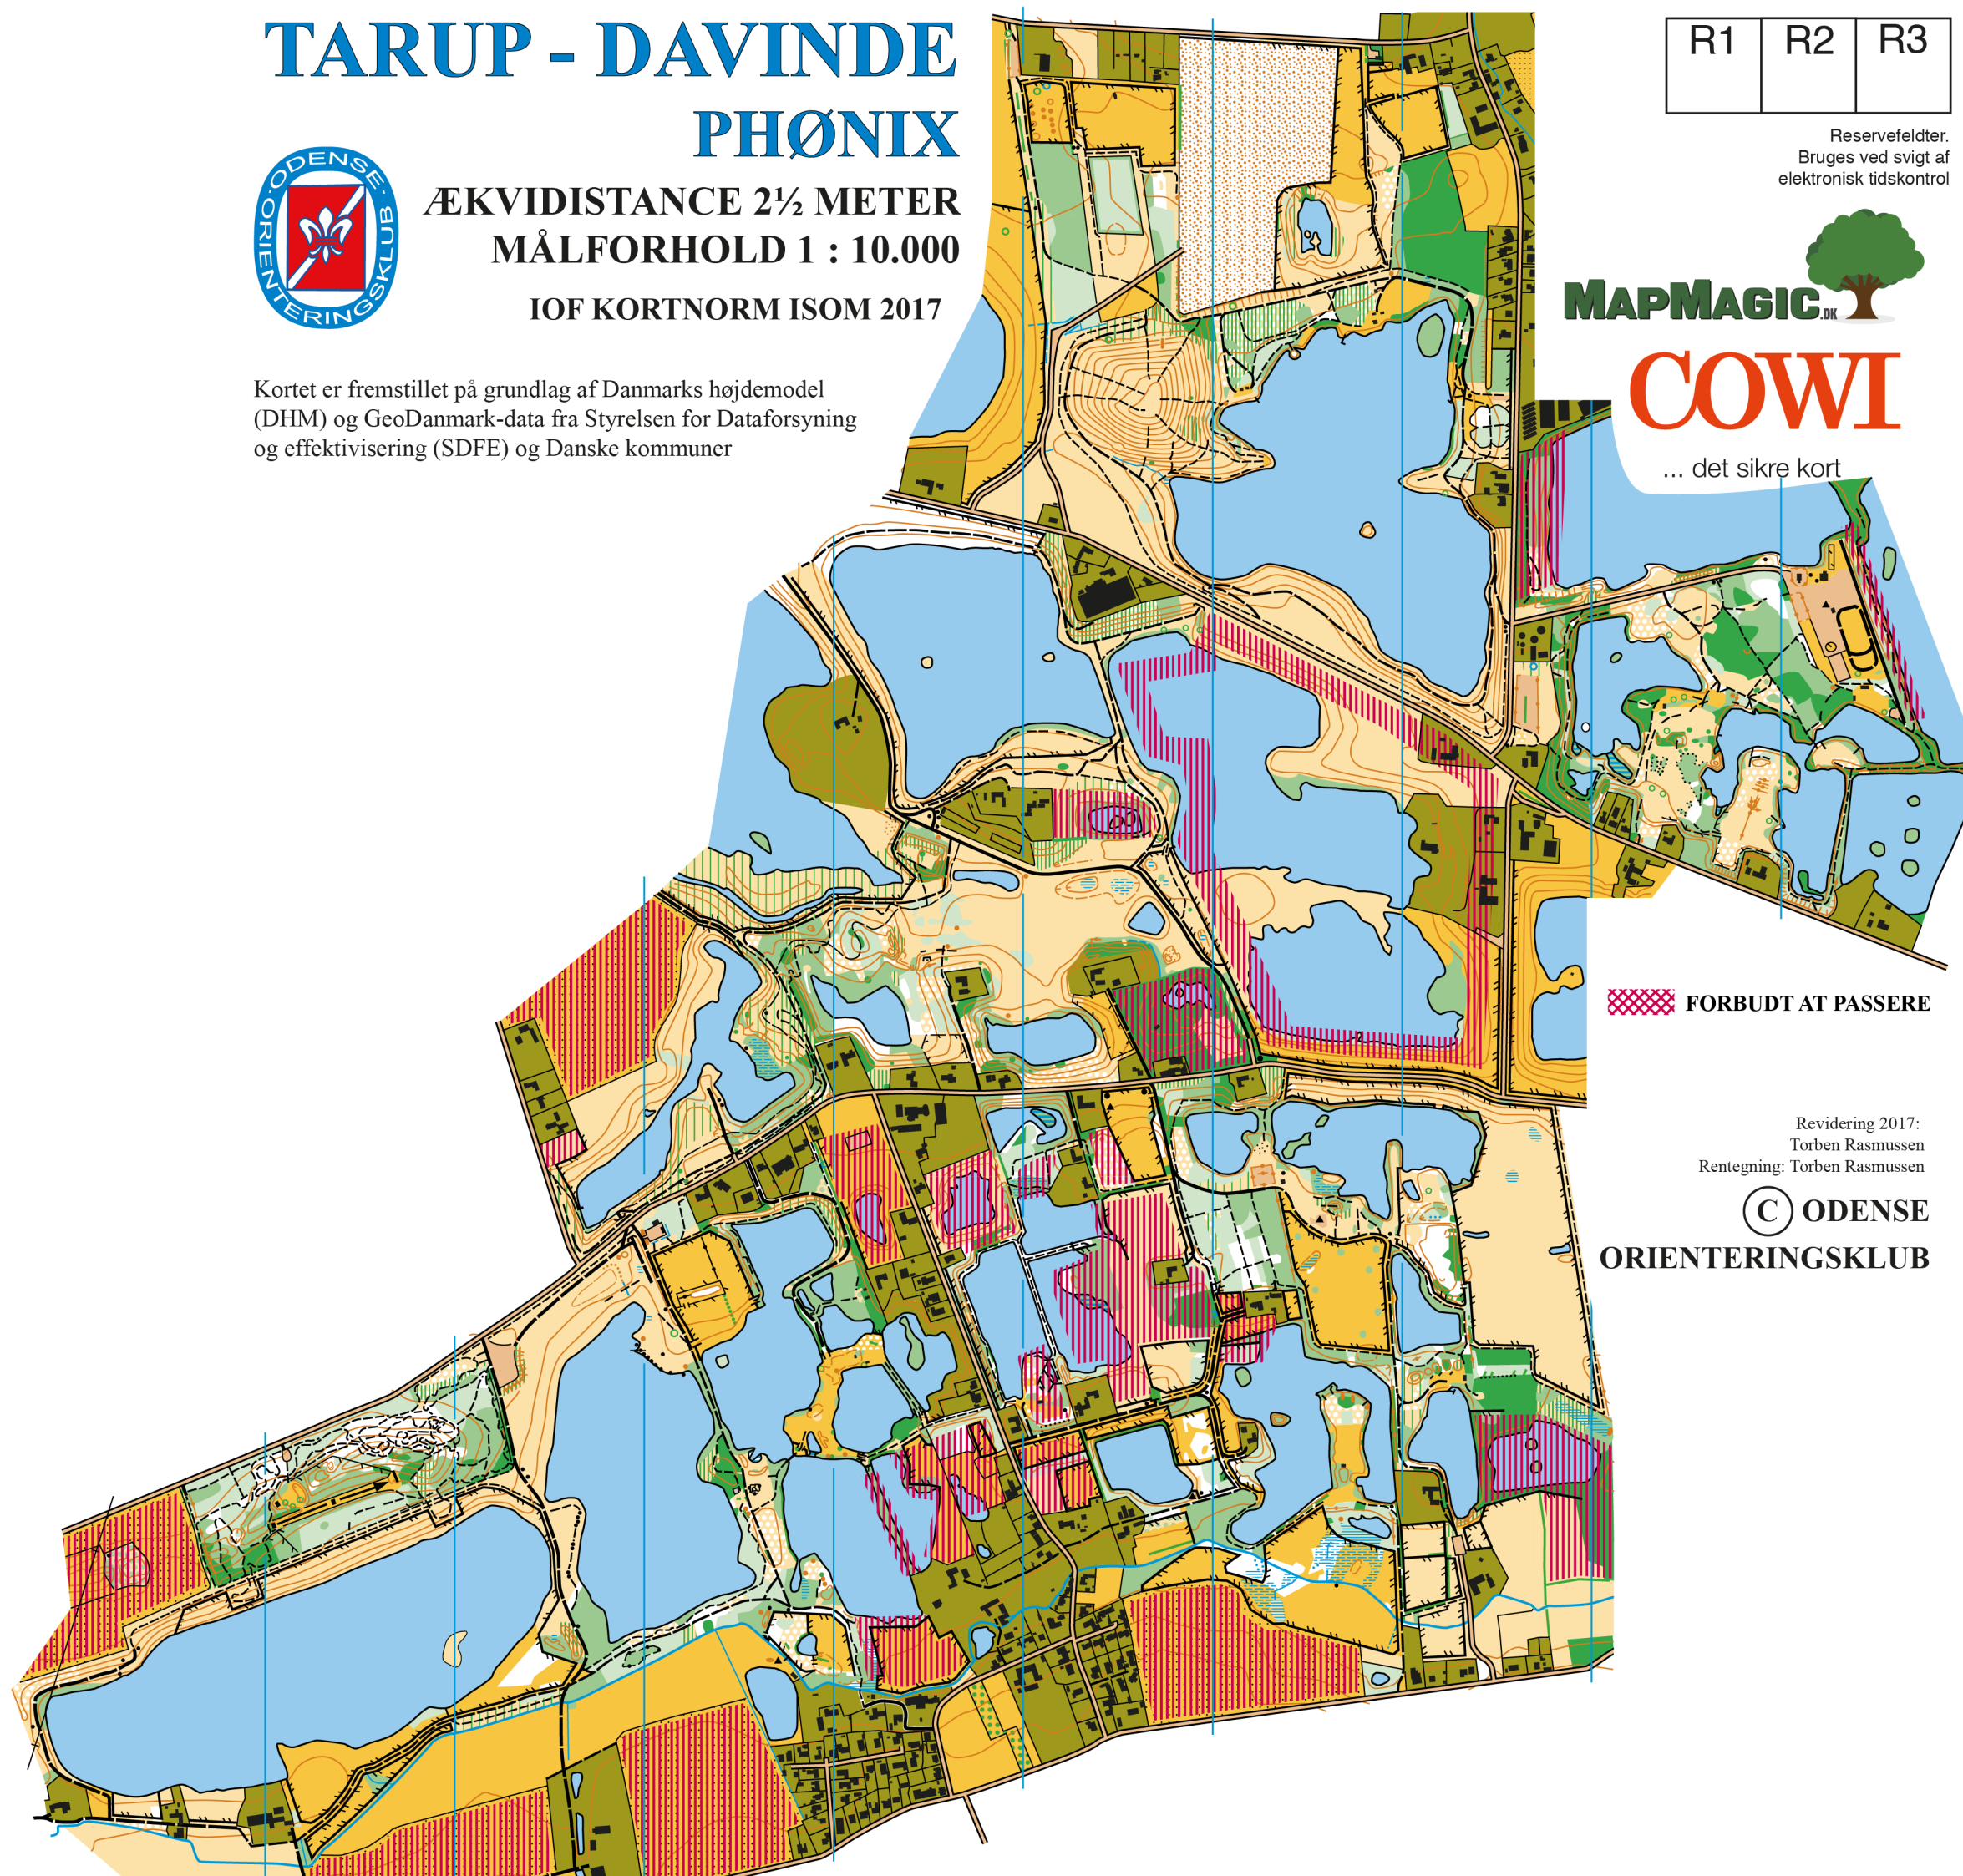 TARUP - DAVINDE
PHØNIX
ÆKVIDISTANCE 2½ METER
MÅLFORHOLD 1 : 10.000
IOF KORTNORM ISOM 2017
·ODENSE·
ORIENTERINGSKLUB
Kortet er fremstillet på grundlag af Danmarks højdemodel
(DHM) og GeoDanmark-data fra Styrelsen for Dataforsyning
og effektivisering (SDFE) og Danske kommuner
R1 R2 R3
Reservefeldter.
Bruges ved svigt af
elektronisk tidskontrol
MAPMAGIC.DK
COWI
... det sikre kort
FORBUDT AT PASSERE
Revidering 2017:
Torben Rasmussen
Rentegning: Torben Rasmussen
C ODENSE
ORIENTERINGSKLUB